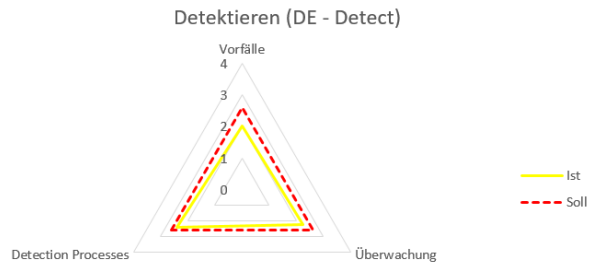 Detektieren (DE - Detect)
Vorfälle
4
3
2
1
0
Ist
Soll
Detection Processes
Überwachung